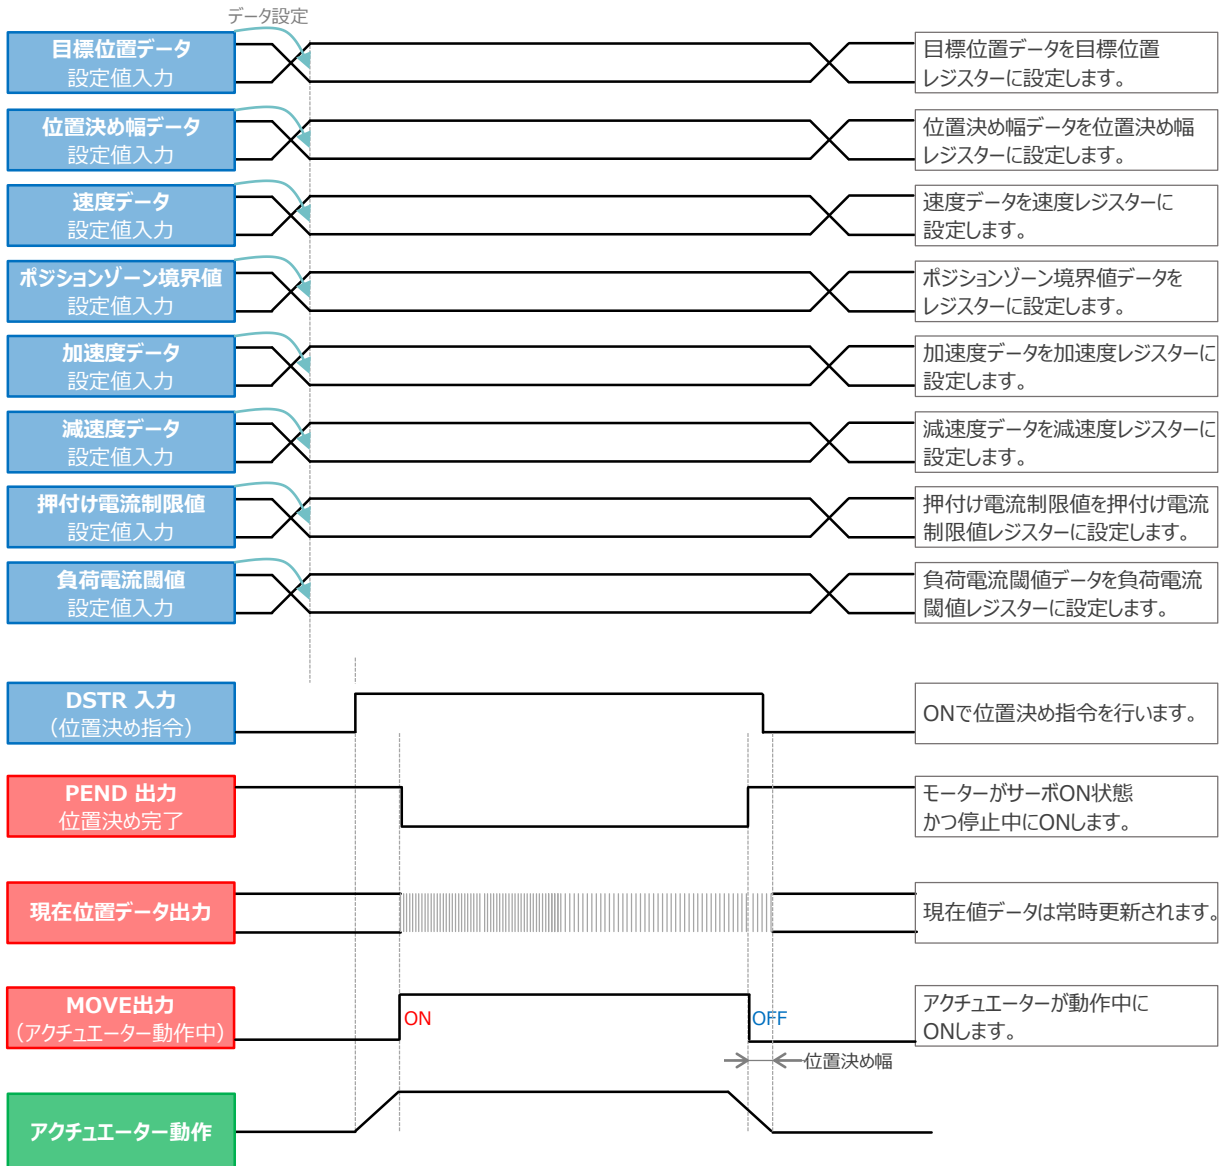 データ設定
目標位置データ
設定値入力
目標位置データを目標位置
レジスターに設定します。
位置決め幅データ
設定値入力
位置決め幅データを位置決め幅
レジスターに設定します。
速度データ
設定値入力
速度データを速度レジスターに
設定します。
ポジションゾーン境界値
設定値入力
ポジションゾーン境界値データを
レジスターに設定します。
加速度データ
設定値入力
加速度データを加速度レジスターに
設定します。
減速度データ
設定値入力
減速度データを減速度レジスターに
設定します。
押付け電流制限値
設定値入力
押付け電流制限値を押付け電流
制限値レジスターに設定します。
負荷電流閾値
設定値入力
負荷電流閾値データを負荷電流
閾値レジスターに設定します。
DSTR 入力
（位置決め指令）
ONで位置決め指令を行います。
PEND 出力
位置決め完了
モーターがサーボON状態
かつ停止中にONします。
現在位置データ出力
現在値データは常時更新されます。
MOVE出力
（アクチュエーター動作中）
ON
OFF
アクチュエーターが動作中に
ONします。
位置決め幅
アクチュエーター動作